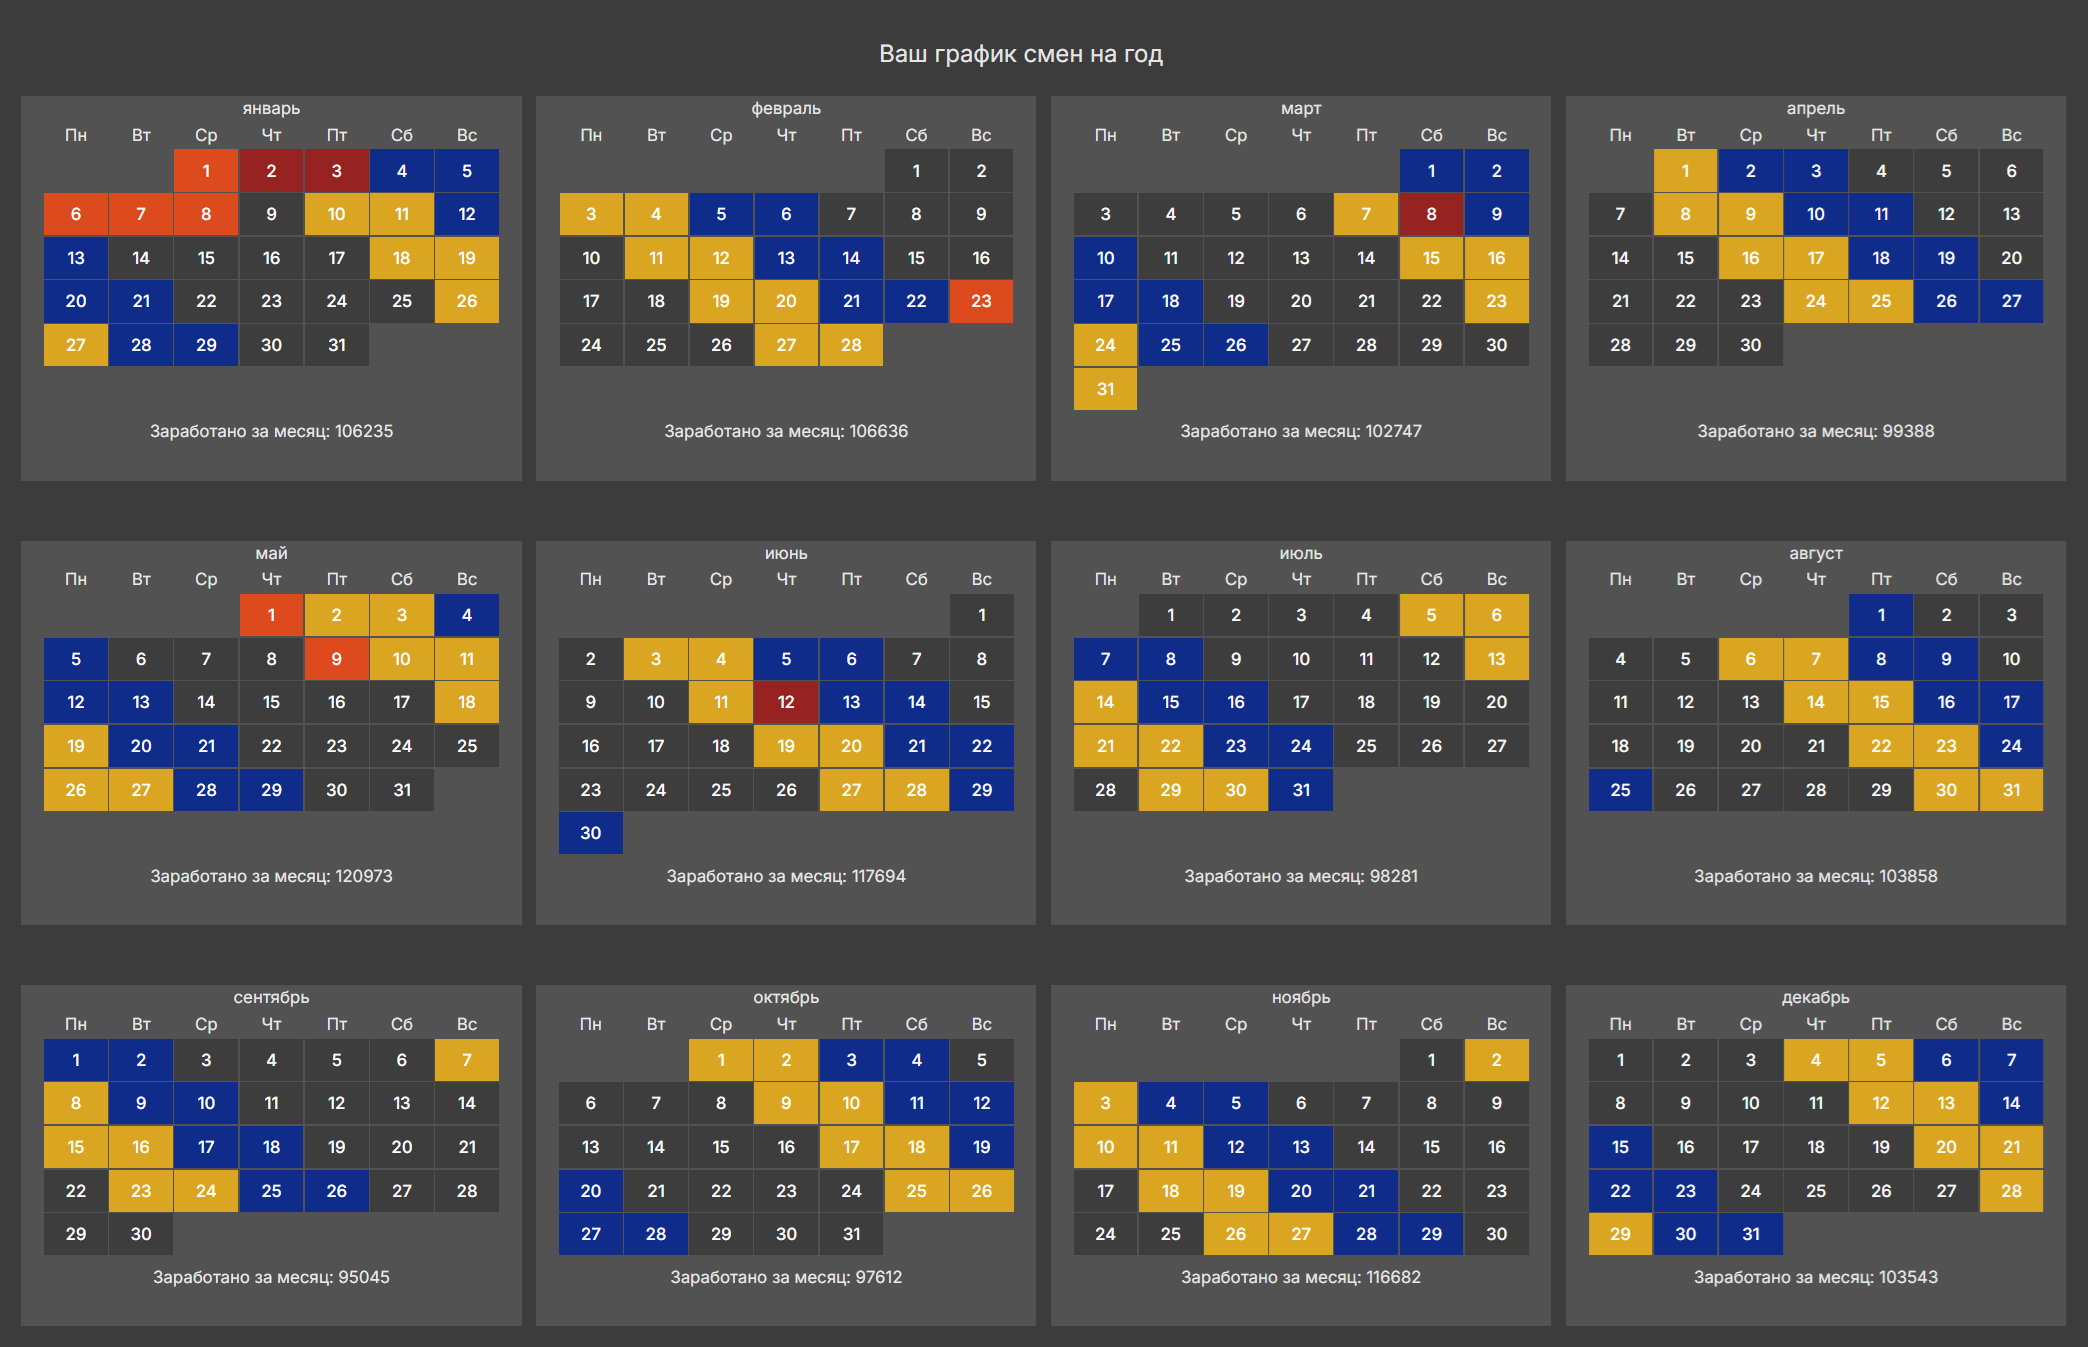 Ваш график смен на год
январь
Пн Вт Ср Чт Пт Сб Вс
1 2 3 4 5
6 7 8 9 10 11 12
13 14 15 16 17 18 19
20 21 22 23 24 25 26
27 28 29 30 31
Заработано за месяц: 106235
февраль
Пн Вт Ср Чт Пт Сб Вс
1 2
3 4 5 6 7 8 9
10 11 12 13 14 15 16
17 18 19 20 21 22 23
24 25 26 27 28
Заработано за месяц: 106636
март
Пн Вт Ср Чт Пт Сб Вс
1 2
3 4 5 6 7 8 9
10 11 12 13 14 15 16
17 18 19 20 21 22 23
24 25 26 27 28 29 30
31
Заработано за месяц: 102747
апрель
Пн Вт Ср Чт Пт Сб Вс
1 2 3 4 5 6
7 8 9 10 11 12 13
14 15 16 17 18 19 20
21 22 23 24 25 26 27
28 29 30
Заработано за месяц: 99388
май
Пн Вт Ср Чт Пт Сб Вс
1 2 3 4
5 6 7 8 9 10 11
12 13 14 15 16 17 18
19 20 21 22 23 24 25
26 27 28 29 30 31
Заработано за месяц: 120973
июнь
Пн Вт Ср Чт Пт Сб Вс
1
2 3 4 5 6 7 8
9 10 11 12 13 14 15
16 17 18 19 20 21 22
23 24 25 26 27 28 29
30
Заработано за месяц: 117694
июль
Пн Вт Ср Чт Пт Сб Вс
1 2 3 4 5 6
7 8 9 10 11 12 13
14 15 16 17 18 19 20
21 22 23 24 25 26 27
28 29 30 31
Заработано за месяц: 98281
август
Пн Вт Ср Чт Пт Сб Вс
1 2 3
4 5 6 7 8 9 10
11 12 13 14 15 16 17
18 19 20 21 22 23 24
25 26 27 28 29 30 31
Заработано за месяц: 103858
сентябрь
Пн Вт Ср Чт Пт Сб Вс
1 2 3 4 5 6 7
8 9 10 11 12 13 14
15 16 17 18 19 20 21
22 23 24 25 26 27 28
29 30
Заработано за месяц: 95045
октябрь
Пн Вт Ср Чт Пт Сб Вс
1 2 3 4 5
6 7 8 9 10 11 12
13 14 15 16 17 18 19
20 21 22 23 24 25 26
27 28 29 30 31
Заработано за месяц: 97612
ноябрь
Пн Вт Ср Чт Пт Сб Вс
1 2
3 4 5 6 7 8 9
10 11 12 13 14 15 16
17 18 19 20 21 22 23
24 25 26 27 28 29 30
Заработано за месяц: 116682
декабрь
Пн Вт Ср Чт Пт Сб Вс
1 2 3 4 5 6 7
8 9 10 11 12 13 14
15 16 17 18 19 20 21
22 23 24 25 26 27 28
29 30 31
Заработано за месяц: 103543